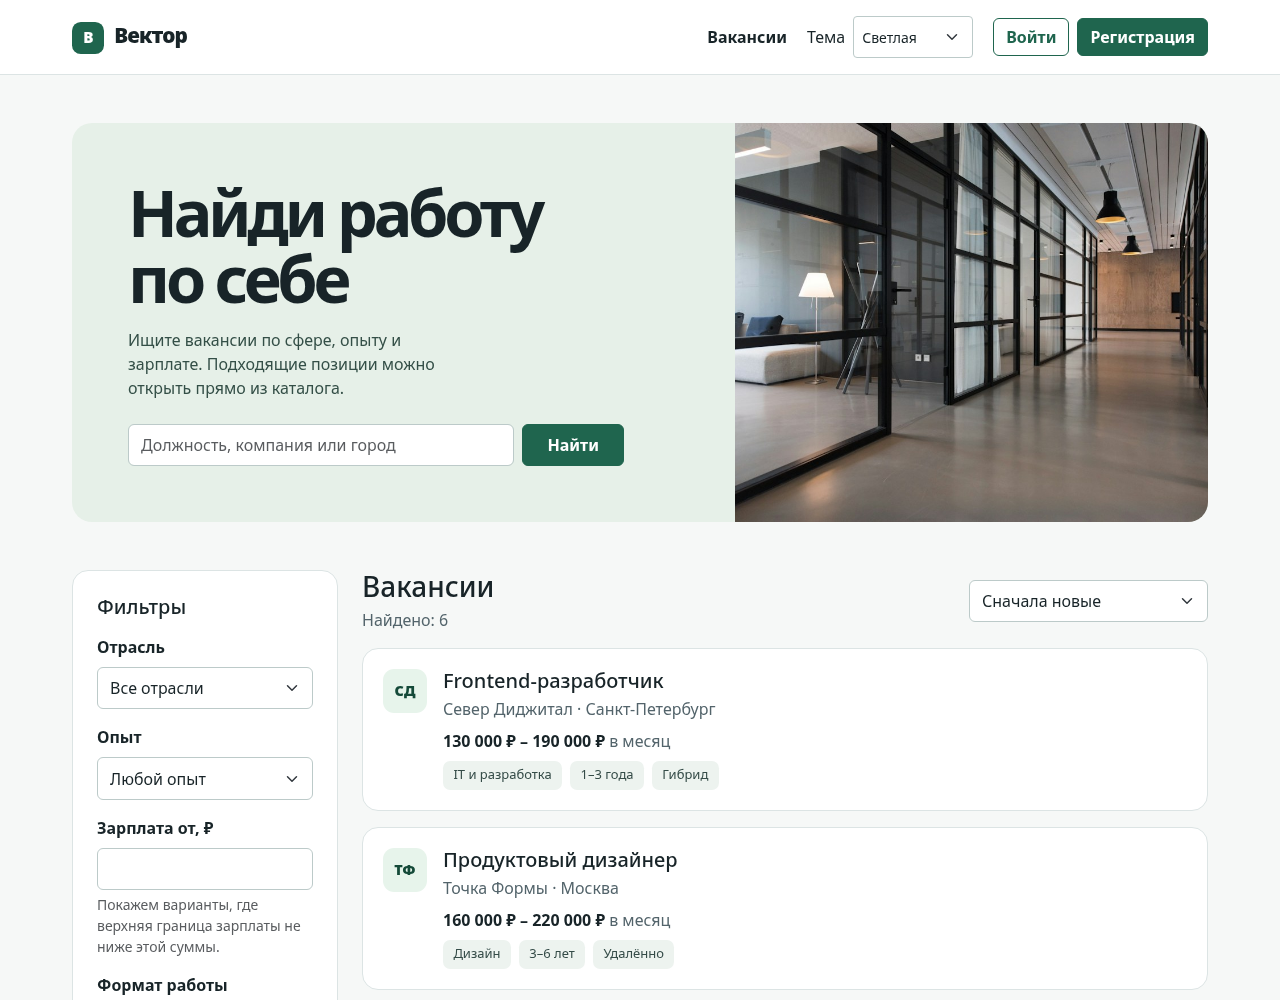 В Вектор
Вакансии Тема Светлая Войти Регистрация
Найди работу
по себе
Ищите вакансии по сфере, опыту и
зарплате. Подходящие позиции можно
открыть прямо из каталога.
Должность, компания или город Найти
Фильтры
Отрасль
Все отрасли
Опыт
Любой опыт
Зарплата от, ₽
Покажем варианты, где
верхняя граница зарплаты не
ниже этой суммы.
Формат работы
Вакансии
Найдено: 6
Сначала новые
СД
Frontend-разработчик
Север Диджитал · Санкт-Петербург
130 000 ₽ – 190 000 ₽ в месяц
IT и разработка 1–3 года Гибрид
ТФ
Продуктовый дизайнер
Точка Формы · Москва
160 000 ₽ – 220 000 ₽ в месяц
Дизайн 3–6 лет Удалённо